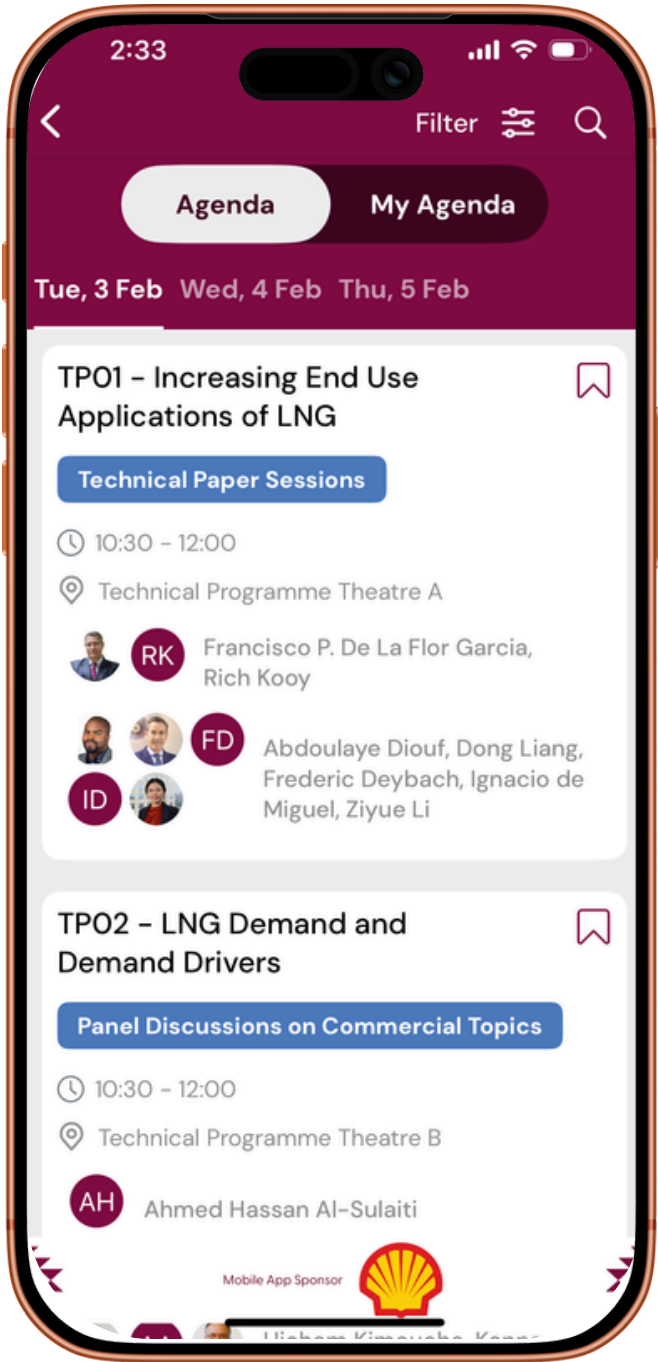 2:33
Filter
Agenda
My Agenda
Tue, 3 Feb Wed, 4 Feb Thu, 5 Feb
TP01 - Increasing End Use
Applications of LNG
Technical Paper Sessions
10:30 - 12:00
Technical Programme Theatre A
RK
Francisco P. De La Flor Garcia,
Rich Kooy
FD
ID
Abdoulaye Diouf, Dong Liang,
Frederic Deybach, Ignacio de
Miguel, Ziyue Li
TP02 - LNG Demand and
Demand Drivers
Panel Discussions on Commercial Topics
10:30 - 12:00
Technical Programme Theatre B
AH
Ahmed Hassan Al-Sulaiti
Mobile App Sponsor